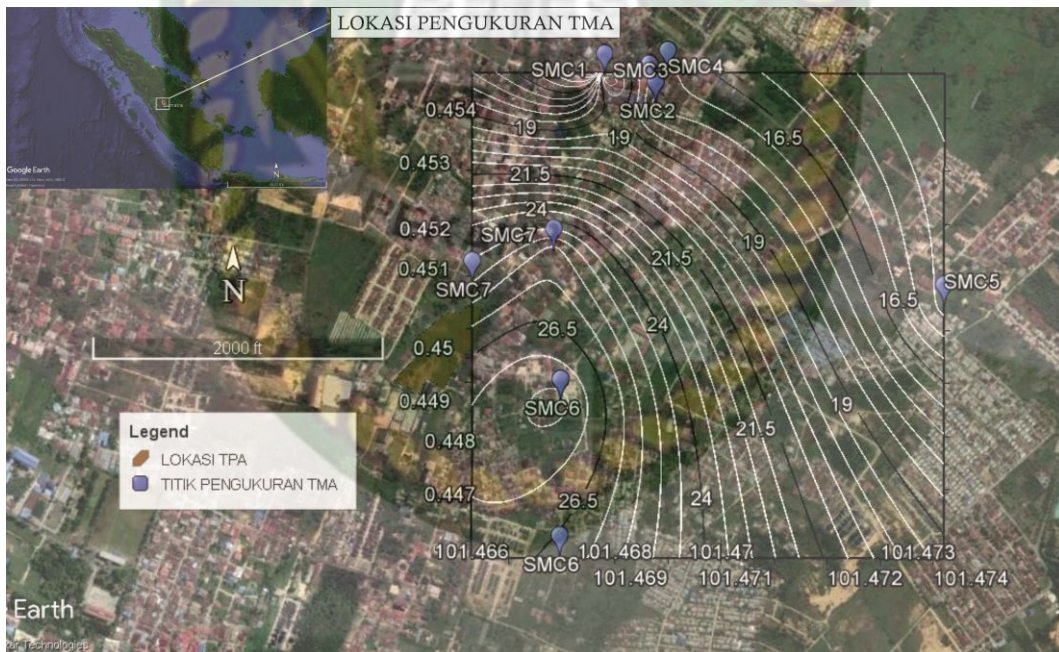 LOKASI PENGUKURAN TMA
Google Earth
N
SMC1
SMC3
SMC4
SMC2
0.454
19
19
16.5
0.453
21.5
24
0.452
SMC7
21.5
19
0.451
SMC7
16.5
SMC5
N
2000 ft
0.45
26.5
24
0.449
SMC6
19
0.448
21.5
Legend
LOKASI TPA
TITIK PENGUKURAN TMA
0.447
26.5
24
101.466
SMC6
101.468
101.469
101.47
101.471
101.472
101.473
101.474
Earth
Technologies